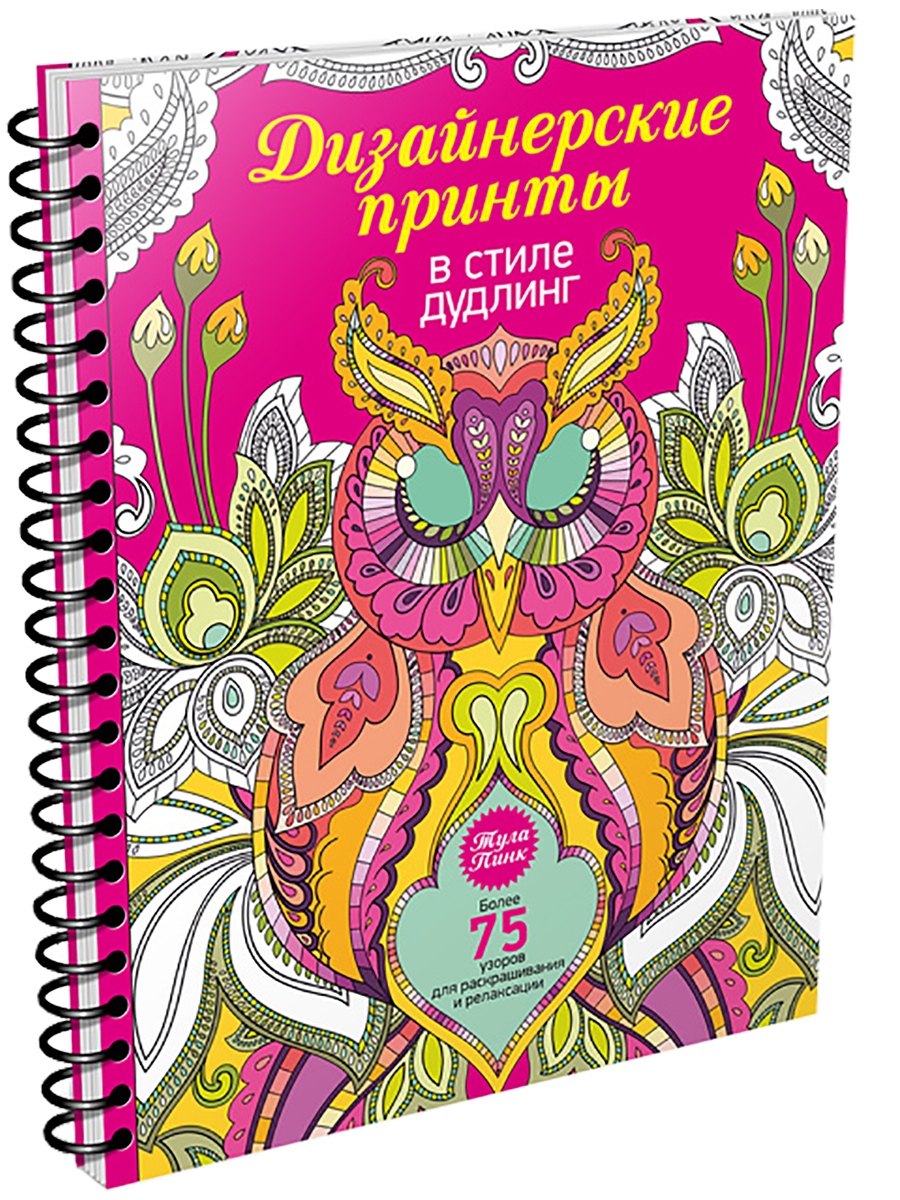 Дизайнерские
принты
в стиле
дудлинг
Тула
Пинк
Более
75
узоров
для раскрашивания
и релаксации